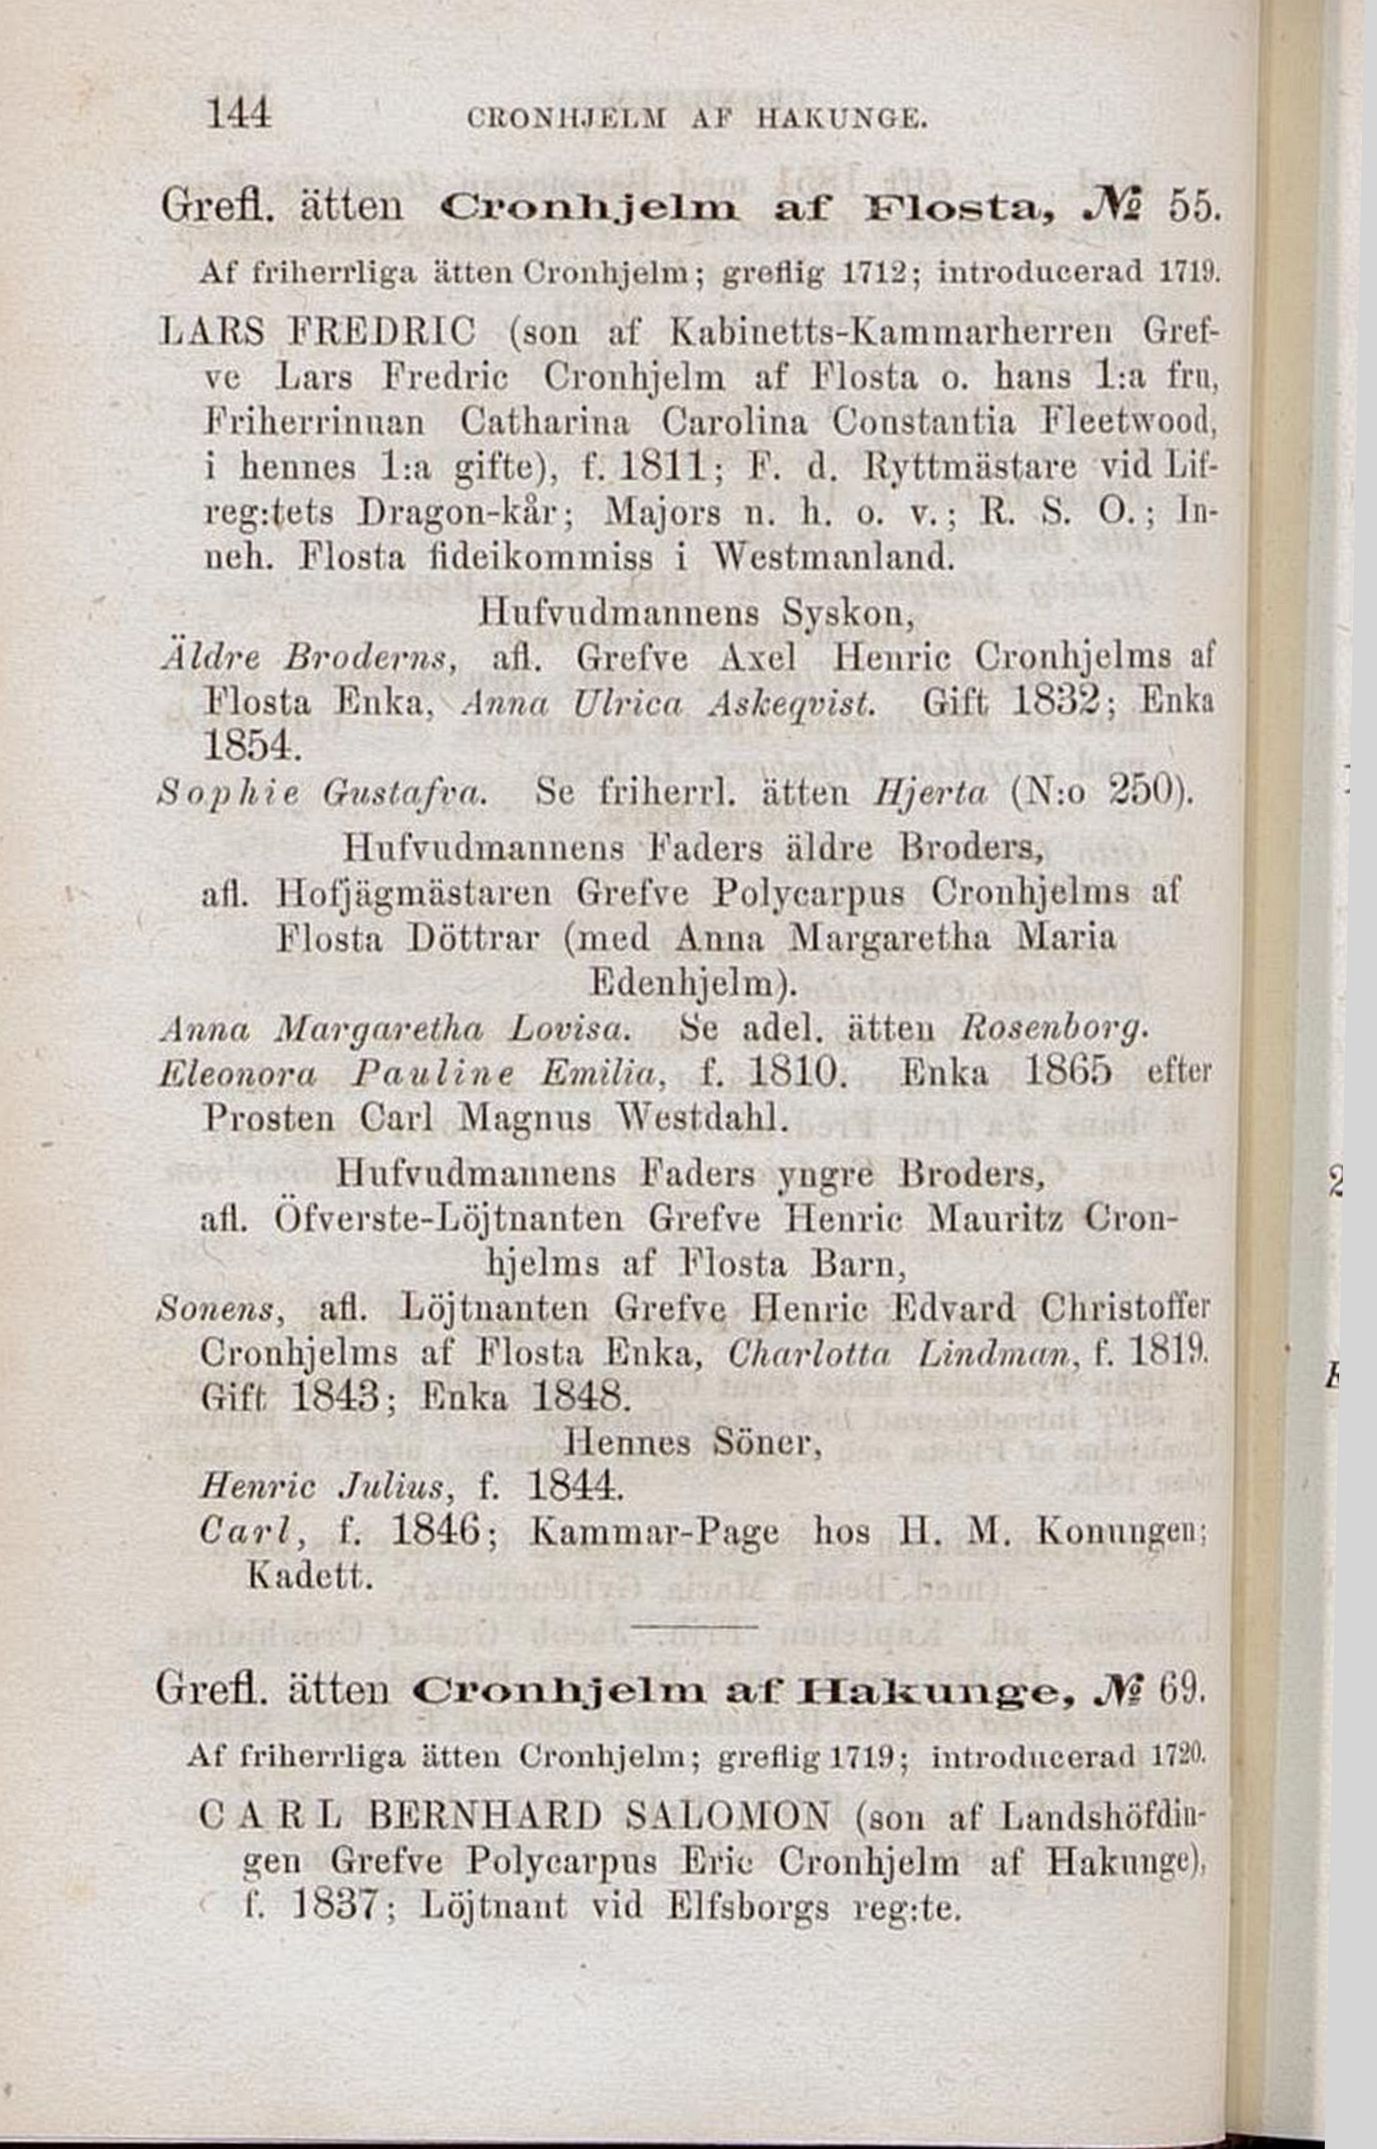 144
CRONHJELM AF HAKUNGE.
Grefl. ätten Cronhjelm af Flosta, № 55.
Af friherrliga ätten Cronhjelm; greflig 1712; introducerad 1719.
LARS FREDRIC (son af Kabinetts-Kammarherren Gref-
ve Lars Fredric Cronhjelm af Flosta o. hans 1:a fru,
Friherrinnan Catharina Carolina Constantia Fleetwood,
i hennes 1:a gifte), f. 1811; F. d. Ryttmästare vid Lif-
reg:tets Dragon-kår; Majors n. h. o. v.; R. S. O.; In-
neh. Flosta fideikommiss i Westmanland.
Hufvudmannens Syskon,
Äldre Broderns, afl. Grefve Axel Henric Cronhjelms af
Flosta Enka, Anna Ulrica Askeqvist. Gift 1832; Enka
1854.
Sophie Gustafva. Se friherrl. ätten Hjerta (N:o 250).
Hufvudmannens Faders äldre Broders,
afl. Hofjägmästaren Grefve Polycarpus Cronhjelms af
Flosta Döttrar (med Anna Margaretha Maria
Edenhjelm).
Anna Margaretha Lovisa. Se adel. ätten Rosenborg.
Eleonora Pauline Emilia, f. 1810. Enka 1865 efter
Prosten Carl Magnus Westdahl.
Hufvudmannens Faders yngre Broders,
afl. Öfverste-Löjtnanten Grefve Henric Mauritz Cron-
hjelms af Flosta Barn,
Sonens, afl. Löjtnanten Grefve Henric Edvard Christoffer
Cronhjelms af Flosta Enka, Charlotta Lindman, f. 1819.
Gift 1843; Enka 1848.
Hennes Söner,
Henric Julius, f. 1844.
Carl, f. 1846; Kammar-Page hos H. M. Konungen;
Kadett.
Grefl. ätten Cronhjelm af Hakunge, № 69.
Af friherrliga ätten Cronhjelm; greflig 1719; introducerad 1720.
CARL BERNHARD SALOMON (son af Landshöfdin-
gen Grefve Polycarpus Eric Cronhjelm af Hakunge),
f. 1837; Löjtnant vid Elfsborgs reg:te.